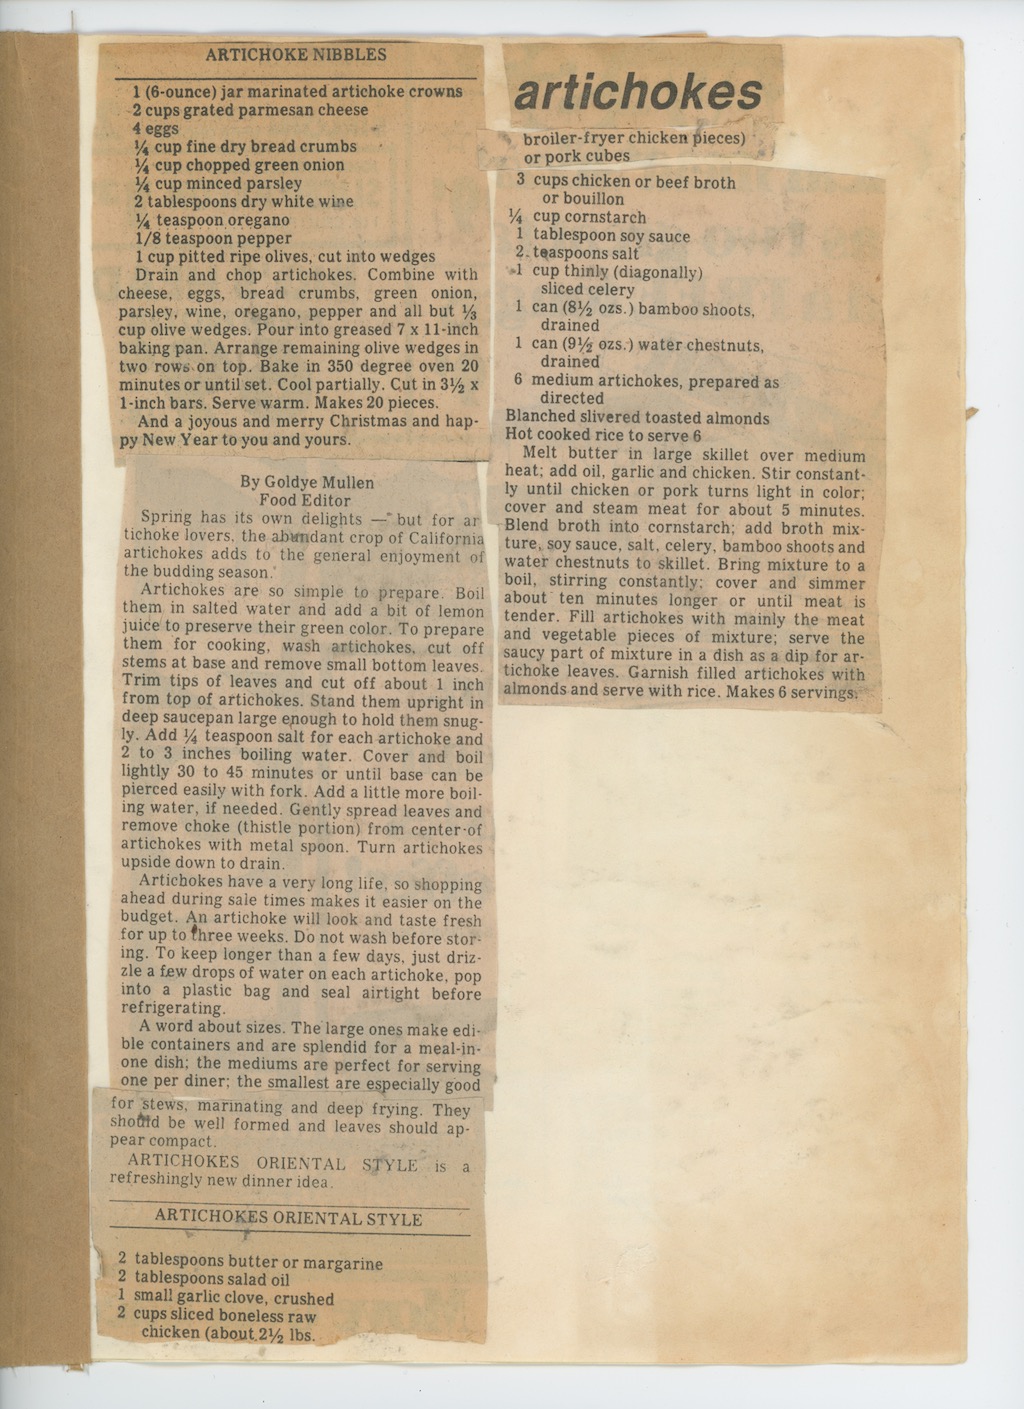 ARTICHOKE NIBBLES
1 (6-ounce) jar marinated artichoke crowns
2 cups grated parmesan cheese
4 eggs
¼ cup fine dry bread crumbs
¼ cup chopped green onion
¼ cup minced parsley
2 tablespoons dry white wine
¼ teaspoon oregano
1/8 teaspoon pepper
1 cup pitted ripe olives, cut into wedges
Drain and chop artichokes. Combine with
cheese, eggs, bread crumbs, green onion,
parsley, wine, oregano, pepper and all but ⅓
cup olive wedges. Pour into greased 7 x 11-inch
baking pan. Arrange remaining olive wedges in
two rows on top. Bake in 350 degree oven 20
minutes or until set. Cool partially. Cut in 3½ x
1-inch bars. Serve warm. Makes 20 pieces.
And a joyous and merry Christmas and hap-
py New Year to you and yours.
By Goldye Mullen
Food Editor
Spring has its own delights — but for ar
tichoke lovers, the abundant crop of California
artichokes adds to the general enjoyment of
the budding season.
Artichokes are so simple to prepare. Boil
them in salted water and add a bit of lemon
juice to preserve their green color. To prepare
them for cooking, wash artichokes, cut off
stems at base and remove small bottom leaves.
Trim tips of leaves and cut off about 1 inch
from top of artichokes. Stand them upright in
deep saucepan large enough to hold them snug-
ly. Add ¼ teaspoon salt for each artichoke and
2 to 3 inches boiling water. Cover and boil
lightly 30 to 45 minutes or until base can be
pierced easily with fork. Add a little more boil-
ing water, if needed. Gently spread leaves and
remove choke (thistle portion) from center of
artichokes with metal spoon. Turn artichokes
upside down to drain.
Artichokes have a very long life, so shopping
ahead during sale times makes it easier on the
budget. An artichoke will look and taste fresh
for up to three weeks. Do not wash before stor-
ing. To keep longer than a few days, just driz-
zle a few drops of water on each artichoke, pop
into a plastic bag and seal airtight before
refrigerating.
A word about sizes. The large ones make edi-
ble containers and are splendid for a meal-in-
one dish; the mediums are perfect for serving
one per diner; the smallest are especially good
for stews, marinating and deep frying. They
should be well formed and leaves should ap-
pear compact.
ARTICHOKES ORIENTAL STYLE is a
refreshingly new dinner idea.
ARTICHOKES ORIENTAL STYLE
2 tablespoons butter or margarine
2 tablespoons salad oil
1 small garlic clove, crushed
2 cups sliced boneless raw
chicken (about 2½ lbs.
artichokes
broiler-fryer chicken pieces)
or pork cubes
3 cups chicken or beef broth
or bouillon
¼ cup cornstarch
1 tablespoon soy sauce
2 teaspoons salt
1 cup thinly (diagonally)
sliced celery
1 can (8½ ozs.) bamboo shoots,
drained
1 can (9½ ozs.) water chestnuts,
drained
6 medium artichokes, prepared as
directed
Blanched slivered toasted almonds
Hot cooked rice to serve 6
Melt butter in large skillet over medium
heat; add oil, garlic and chicken. Stir constant-
ly until chicken or pork turns light in color;
cover and steam meat for about 5 minutes.
Blend broth into cornstarch; add broth mix-
ture, soy sauce, salt, celery, bamboo shoots and
water chestnuts to skillet. Bring mixture to a
boil, stirring constantly; cover and simmer
about ten minutes longer or until meat is
tender. Fill artichokes with mainly the meat
and vegetable pieces of mixture; serve the
saucy part of mixture in a dish as a dip for ar-
tichoke leaves. Garnish filled artichokes with
almonds and serve with rice. Makes 6 servings.